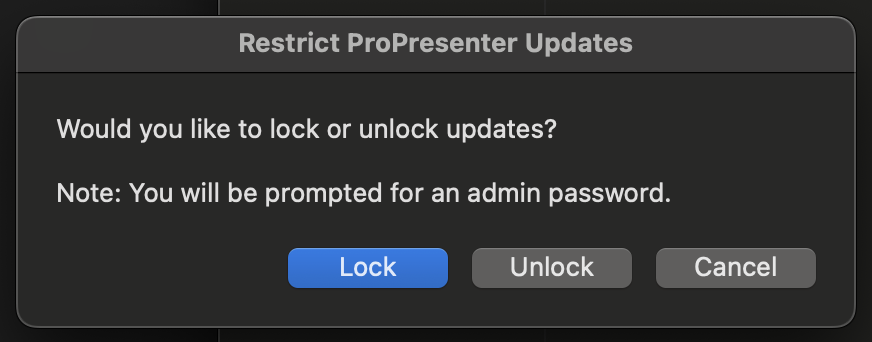 Restrict ProPresenter Updates
Would you like to lock or unlock updates?
Note: You will be prompted for an admin password.
Lock
Unlock
Cancel